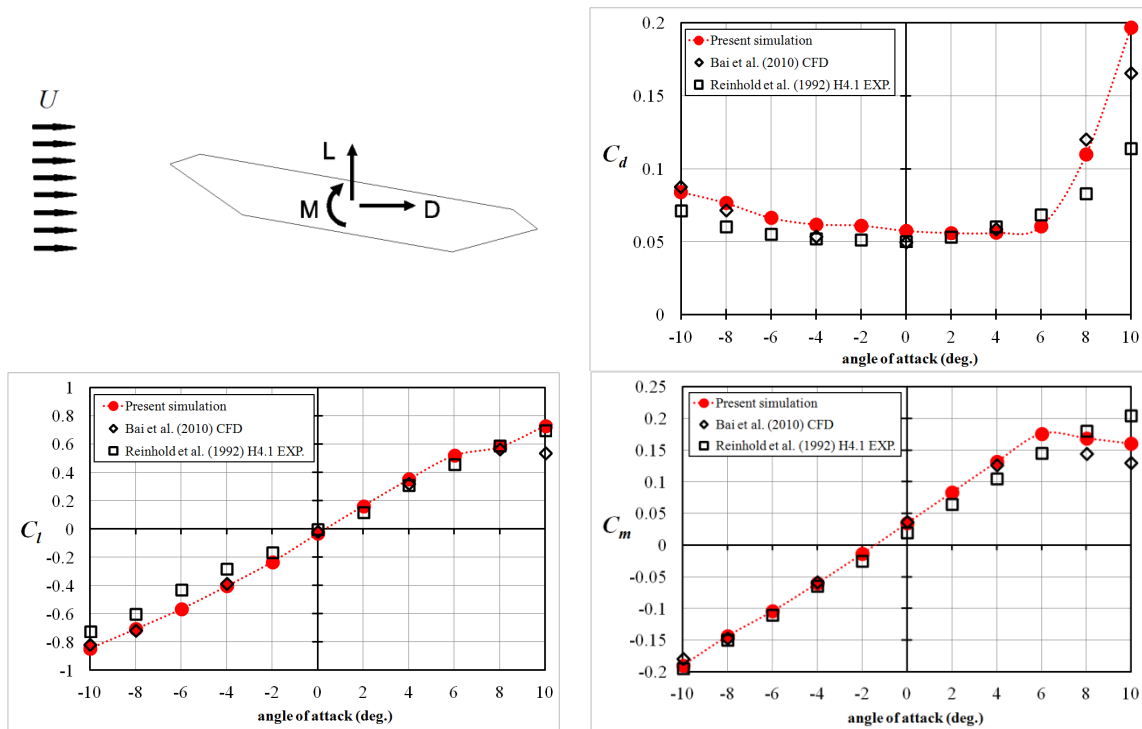 U
L
M
D
0.2
0.15
0.1
0.05
0
C_d
Present simulation
Bai et al. (2010) CFD
Reinhold et al. (1992) H4.1 EXP.
-10 -8 -6 -4 -2 0 2 4 6 8 10
angle of attack (deg.)
1
0.8
0.6
0.4
0.2
0
-0.2
-0.4
-0.6
-0.8
-1
C_l
Present simulation
Bai et al. (2010) CFD
Reinhold et al. (1992) H4.1 EXP.
-10 -8 -6 -4 -2 0 2 4 6 8 10
angle of attack (deg.)
0.25
0.2
0.15
0.1
0.05
0
-0.05
-0.1
-0.15
-0.2
C_m
Present simulation
Bai et al. (2010) CFD
Reinhold et al. (1992) H4.1 EXP.
-10 -8 -6 -4 -2 0 2 4 6 8 10
angle of attack (deg.)